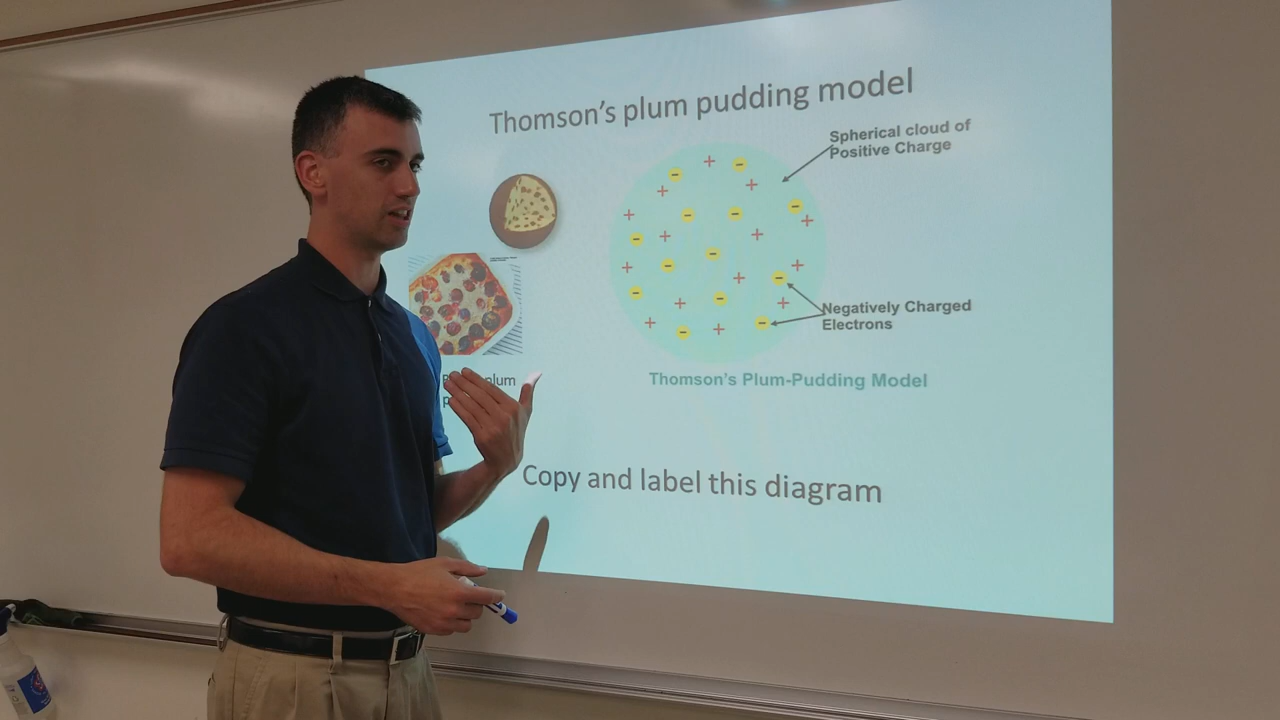 Thomson's plum pudding model
Spherical cloud of
Positive Charge
Negatively Charged
Electrons
plum
Thomson's Plum-Pudding Model
Copy and label this diagram